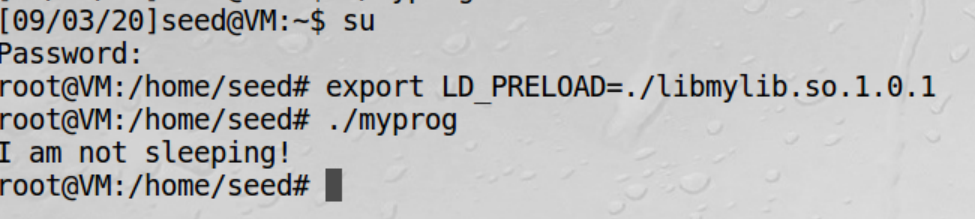 [09/03/20]seed@VM:~$ su
Password:
root@VM:/home/seed# export LD_PRELOAD=./libmylib.so.1.0.1
root@VM:/home/seed# ./myprog
I am not sleeping!
root@VM:/home/seed#